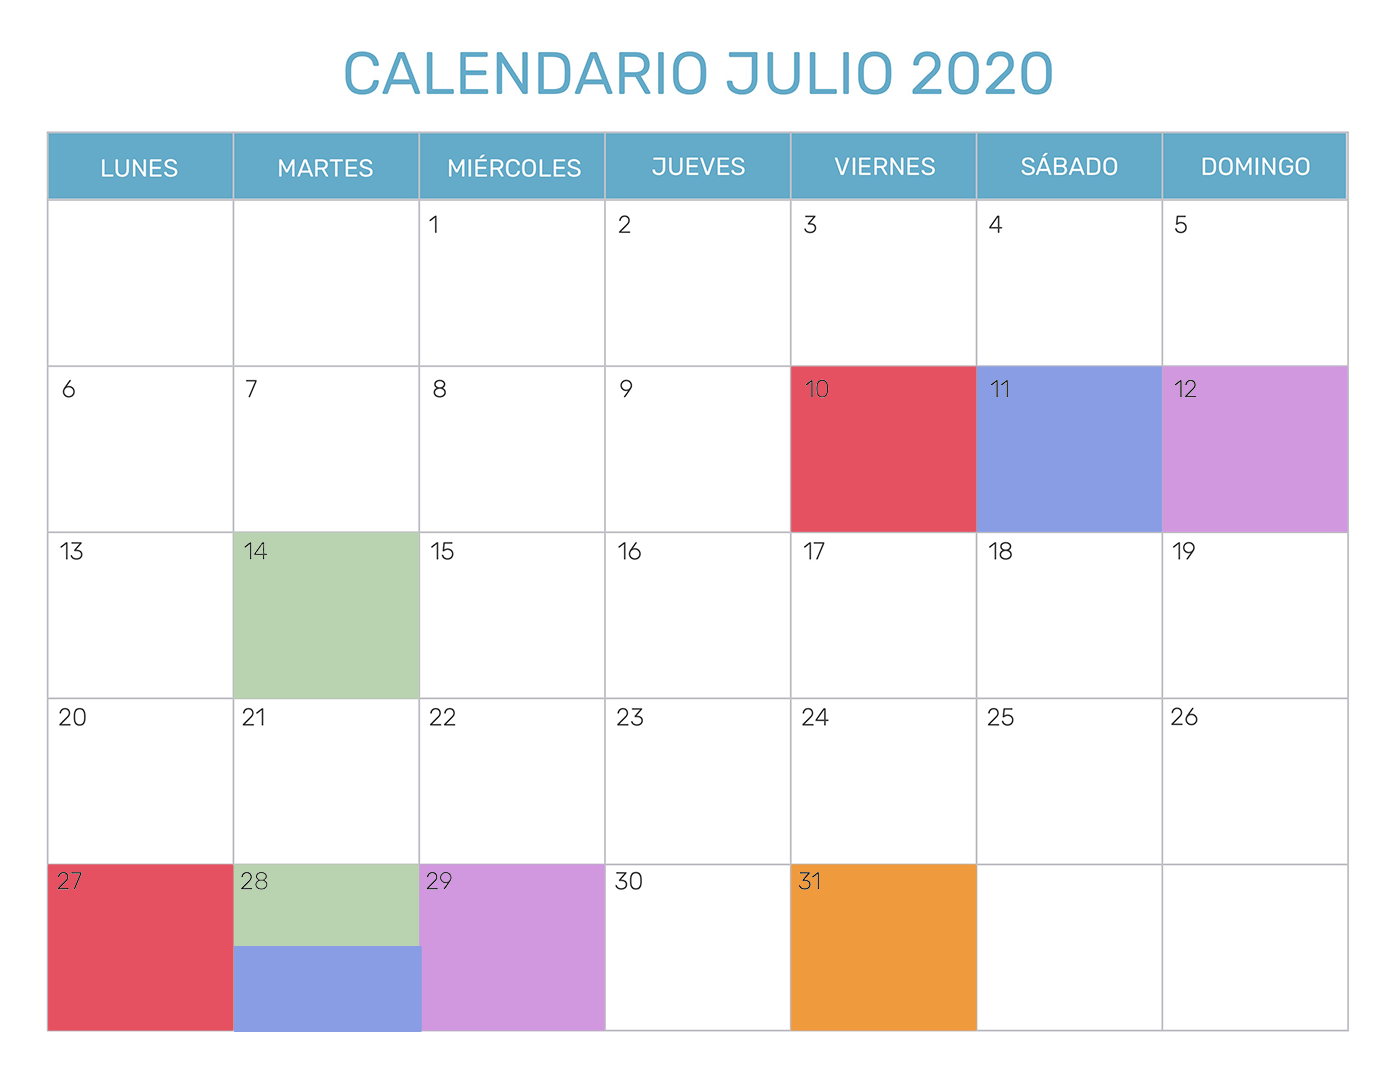 CALENDARIO JULIO 2020
LUNES MARTES MIÉRCOLES JUEVES VIERNES SÁBADO DOMINGO
1 2 3 4 5
6 7 8 9 10 11 12
13 14 15 16 17 18 19
20 21 22 23 24 25 26
27 28 29 30 31